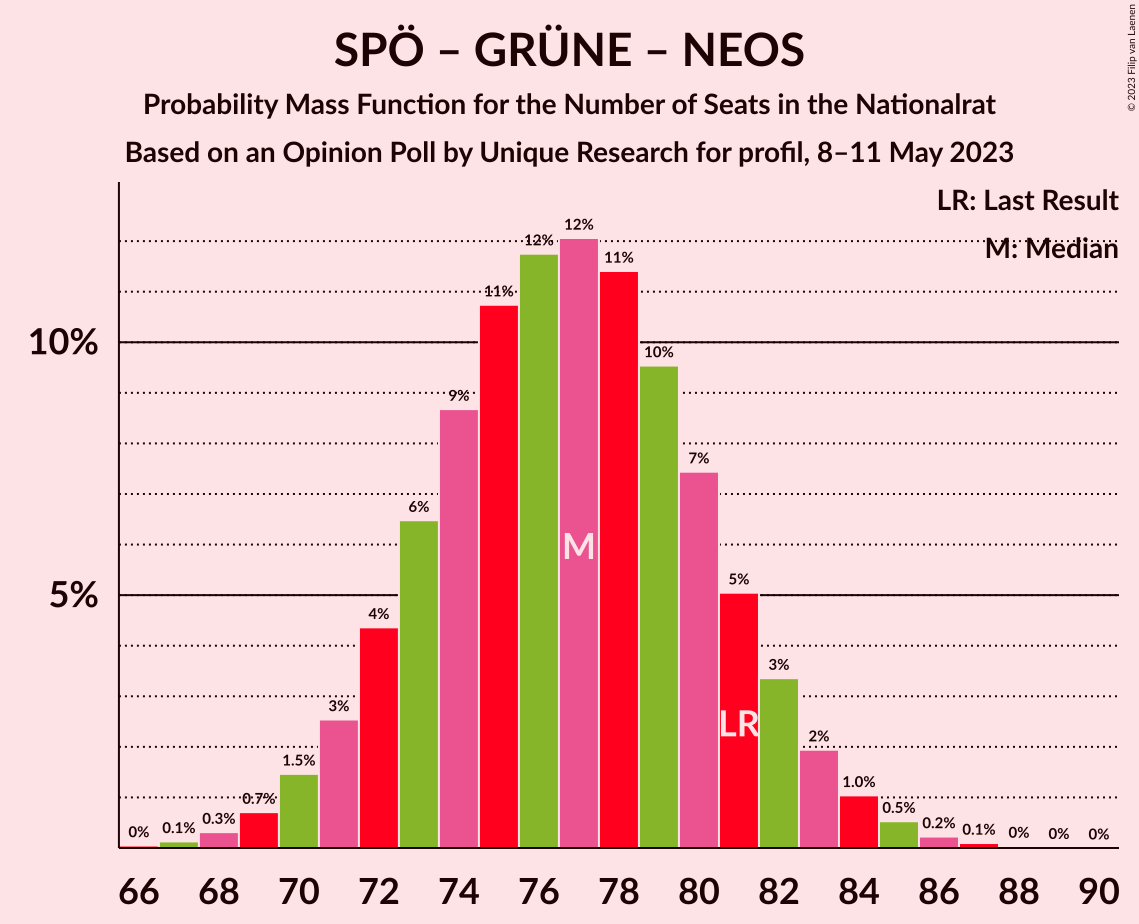 SPÖ – GRÜNE – NEOS
Probability Mass Function for the Number of Seats in the Nationalrat
Based on an Opinion Poll by Unique Research for profil, 8–11 May 2023
© 2023 Filip van Laenen
LR: Last Result
M: Median
10%
5%
0% 0.1% 0.3% 0.7% 1.5% 3% 4% 6% 9% 11% 12% 12% 11% 10% 7% 5% 3% 2% 1.0% 0.5% 0.2% 0.1% 0% 0% 0%
M
LR
66 68 70 72 74 76 78 80 82 84 86 88 90